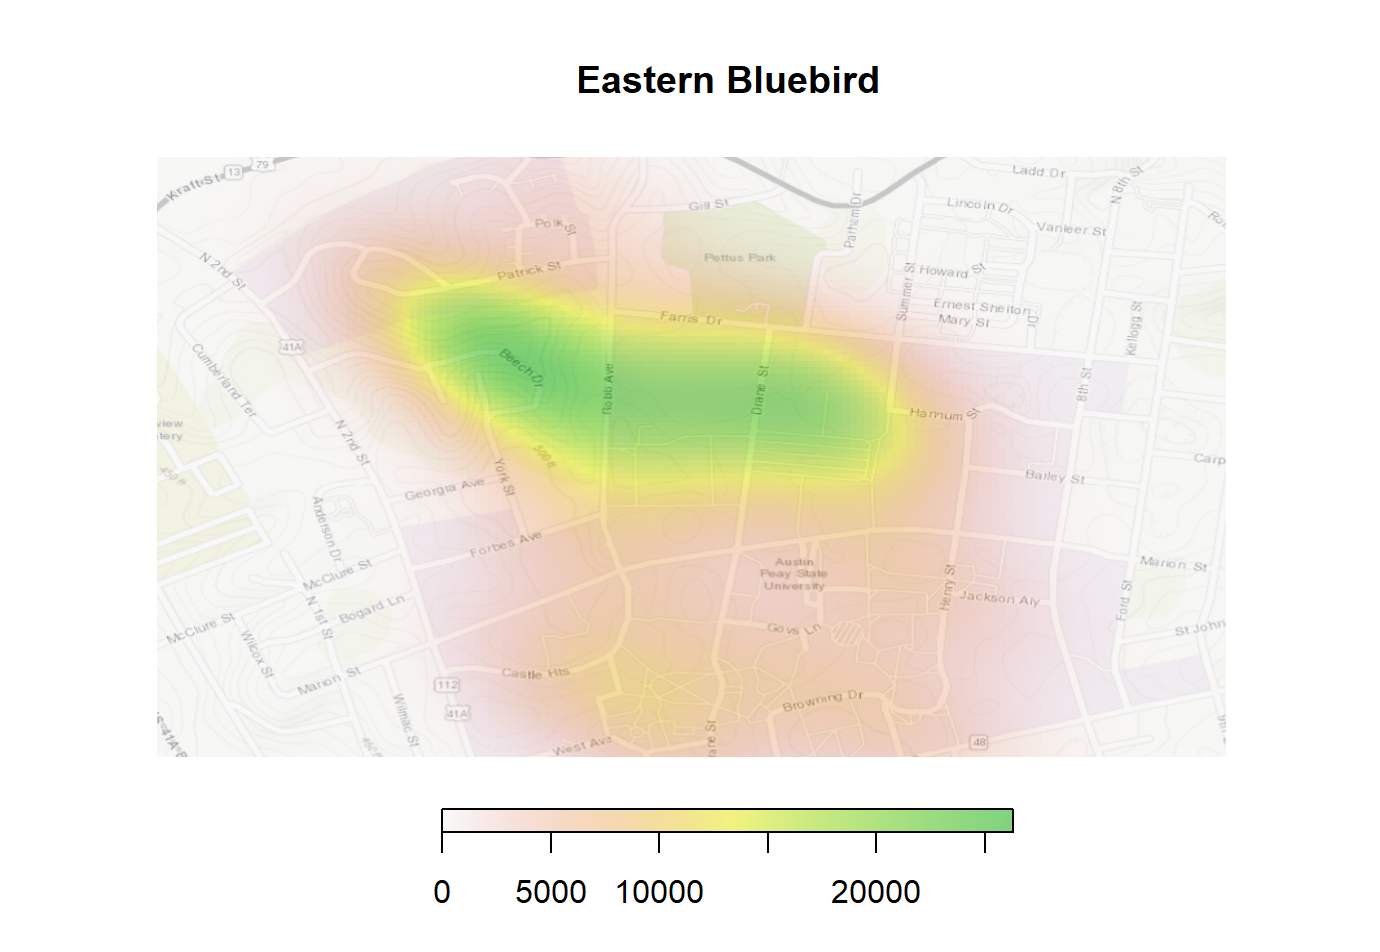 Eastern Bluebird
79
13
Kraft St
Ladd Dr
N 8th St
Gill St
Lincoln Dr
Parham Dr
Polk St
Vanleer St
N 2nd St
Pettus Park
Patrick St
Howard St
Summer St
Ernest Shelton Dr
Mary St
Farris Dr
Kellogg St
41A
Cumberland Ter
Beech Dr
Robb Ave
Drane St
8th St
Harnum St
view
tery
N 2nd St
500 ft
450 ft
York St
Georgia Ave
Bailey St
Carp
Anderson Dr
Forbes Ave
McClure St
Austin
Peay State
University
Marion St
Henry St
Jackson Aly
Ford St
N 1st St
Bogard Ln
McClure St
Govs Ln
St John
Wilcox St
Marion St
Castle Hts
112
41A
Wilmac St
Browning Dr
ane St
West Ave
48
0
5000
10000
20000